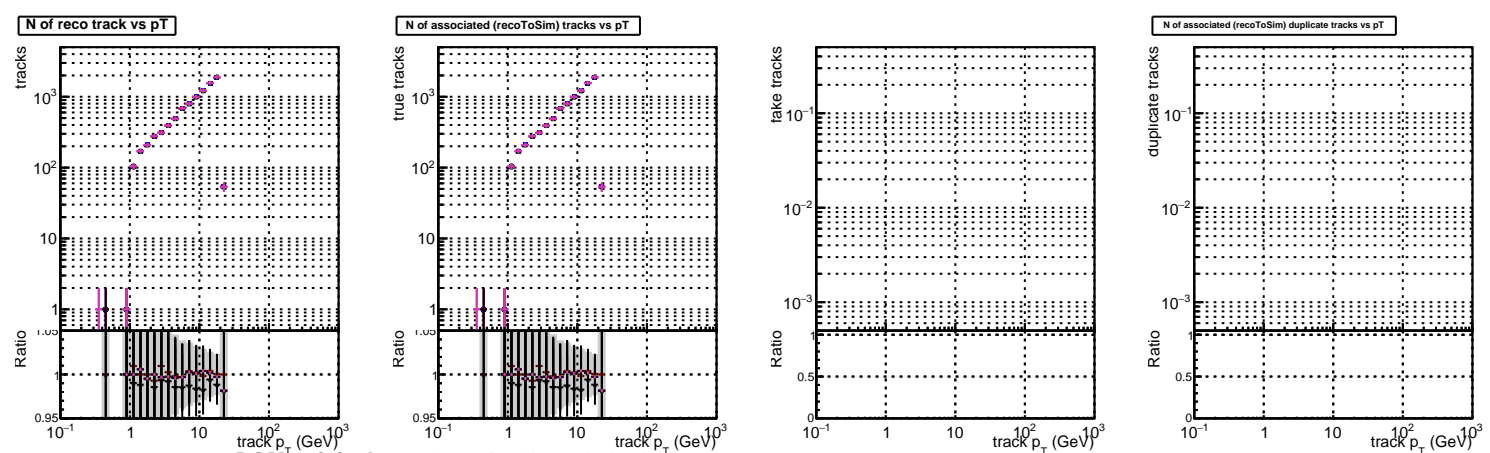 N of reco track vs pT
tracks
10³
10²
10
1
Ratio
1.05
1
0.95
10⁻¹ 1 10 10² 10³
track p_T (GeV)
N of associated (recoToSim) tracks vs pT
true tracks
10³
10²
10
1
Ratio
1.05
1
0.95
10⁻¹ 1 10 10² 10³
track p_T (GeV)
fake tracks
10⁻¹
10⁻²
10⁻³
Ratio
1
0.5
0
10⁻¹ 1 10 10² 10³
track p_T (GeV)
N of associated (recoToSim) duplicate tracks vs pT
duplicate tracks
10⁻¹
10⁻²
10⁻³
Ratio
1
0.5
0
10⁻¹ 1 10 10² 10³
track p_T (GeV)